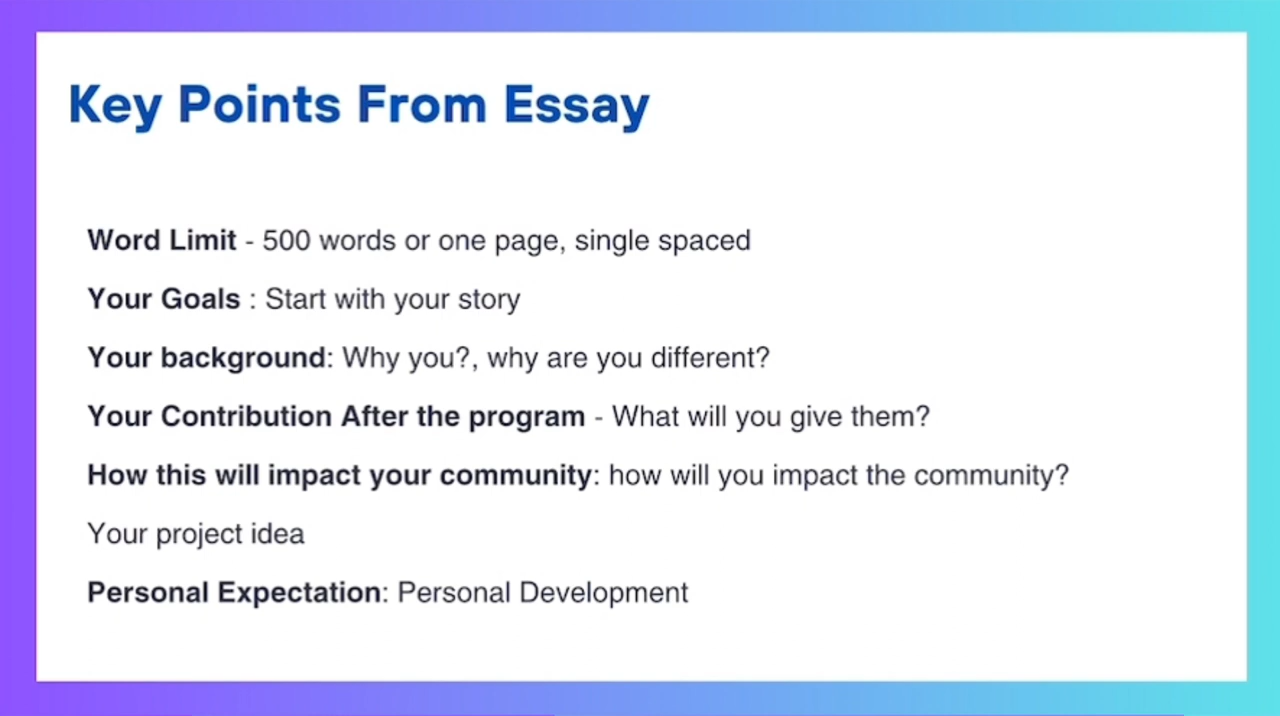 Key Points From Essay
Word Limit - 500 words or one page, single spaced
Your Goals : Start with your story
Your background: Why you?, why are you different?
Your Contribution After the program - What will you give them?
How this will impact your community: how will you impact the community?
Your project idea
Personal Expectation: Personal Development